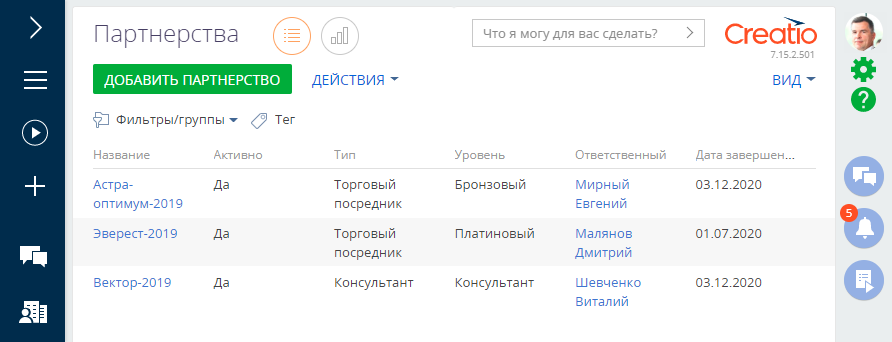 Партнерства
Что я могу для вас сделать?
Creatio
7.15.2.501
ДОБАВИТЬ ПАРТНЕРСТВО
ДЕЙСТВИЯ
ВИД
Фильтры/группы
Тег
Название Активно Тип Уровень Ответственный Дата завершен...
Астра- Да Торговый Бронзовый Мирный 03.12.2020
оптимум-2019 посредник Евгений
5
Эверест-2019 Да Торговый Платиновый Малянов 01.07.2020
посредник Дмитрий
Вектор-2019 Да Консультант Консультант Шевченко 03.12.2020
Виталий